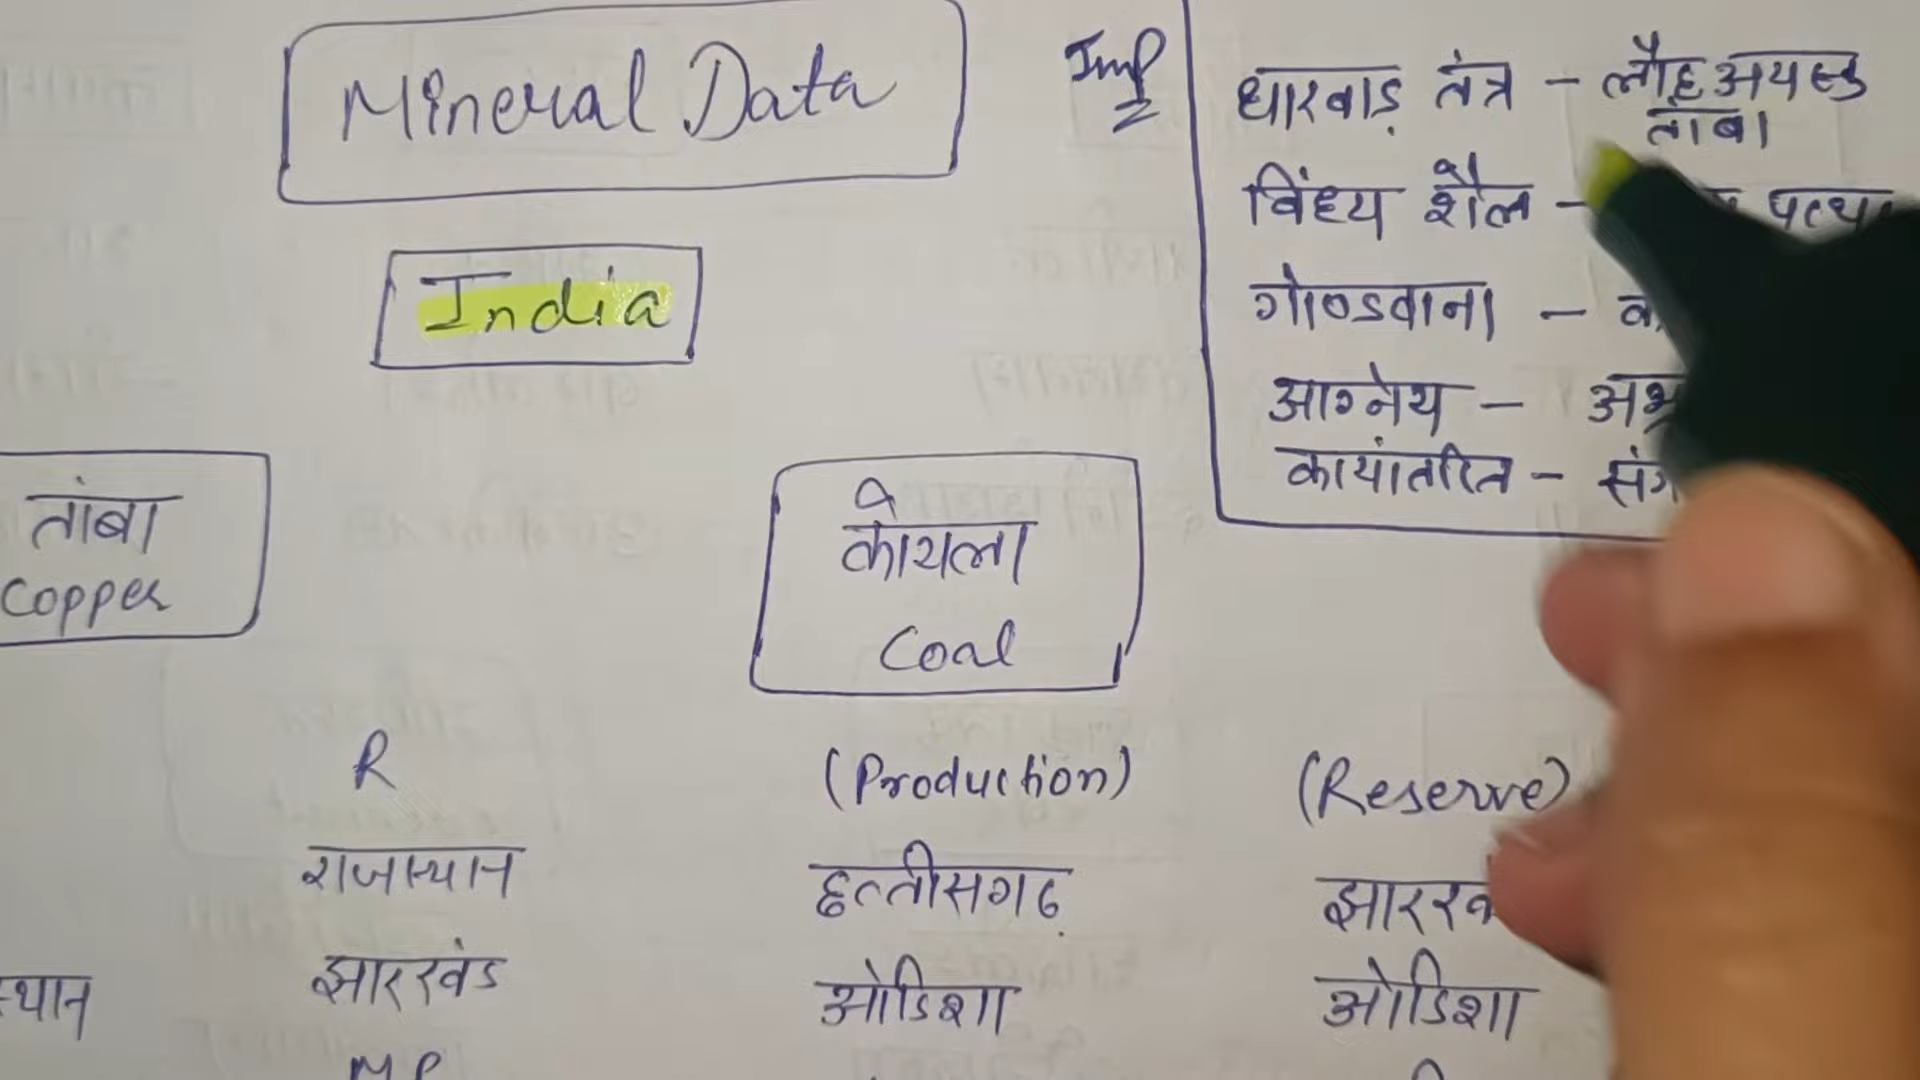 Mineral Data
India
Imp
धारवाड़ तंत्र - लौह अयस्क
तांबा
विंध्य शैल -
गोण्डवाना -
आग्नेय -
कायांतरित -
तांबा
Copper
कोयला
Coal
R
(Production)
(Reserve)
राजस्थान
छत्तीसगढ़
झारखंड
ओडिशा
ओडिशा
MP